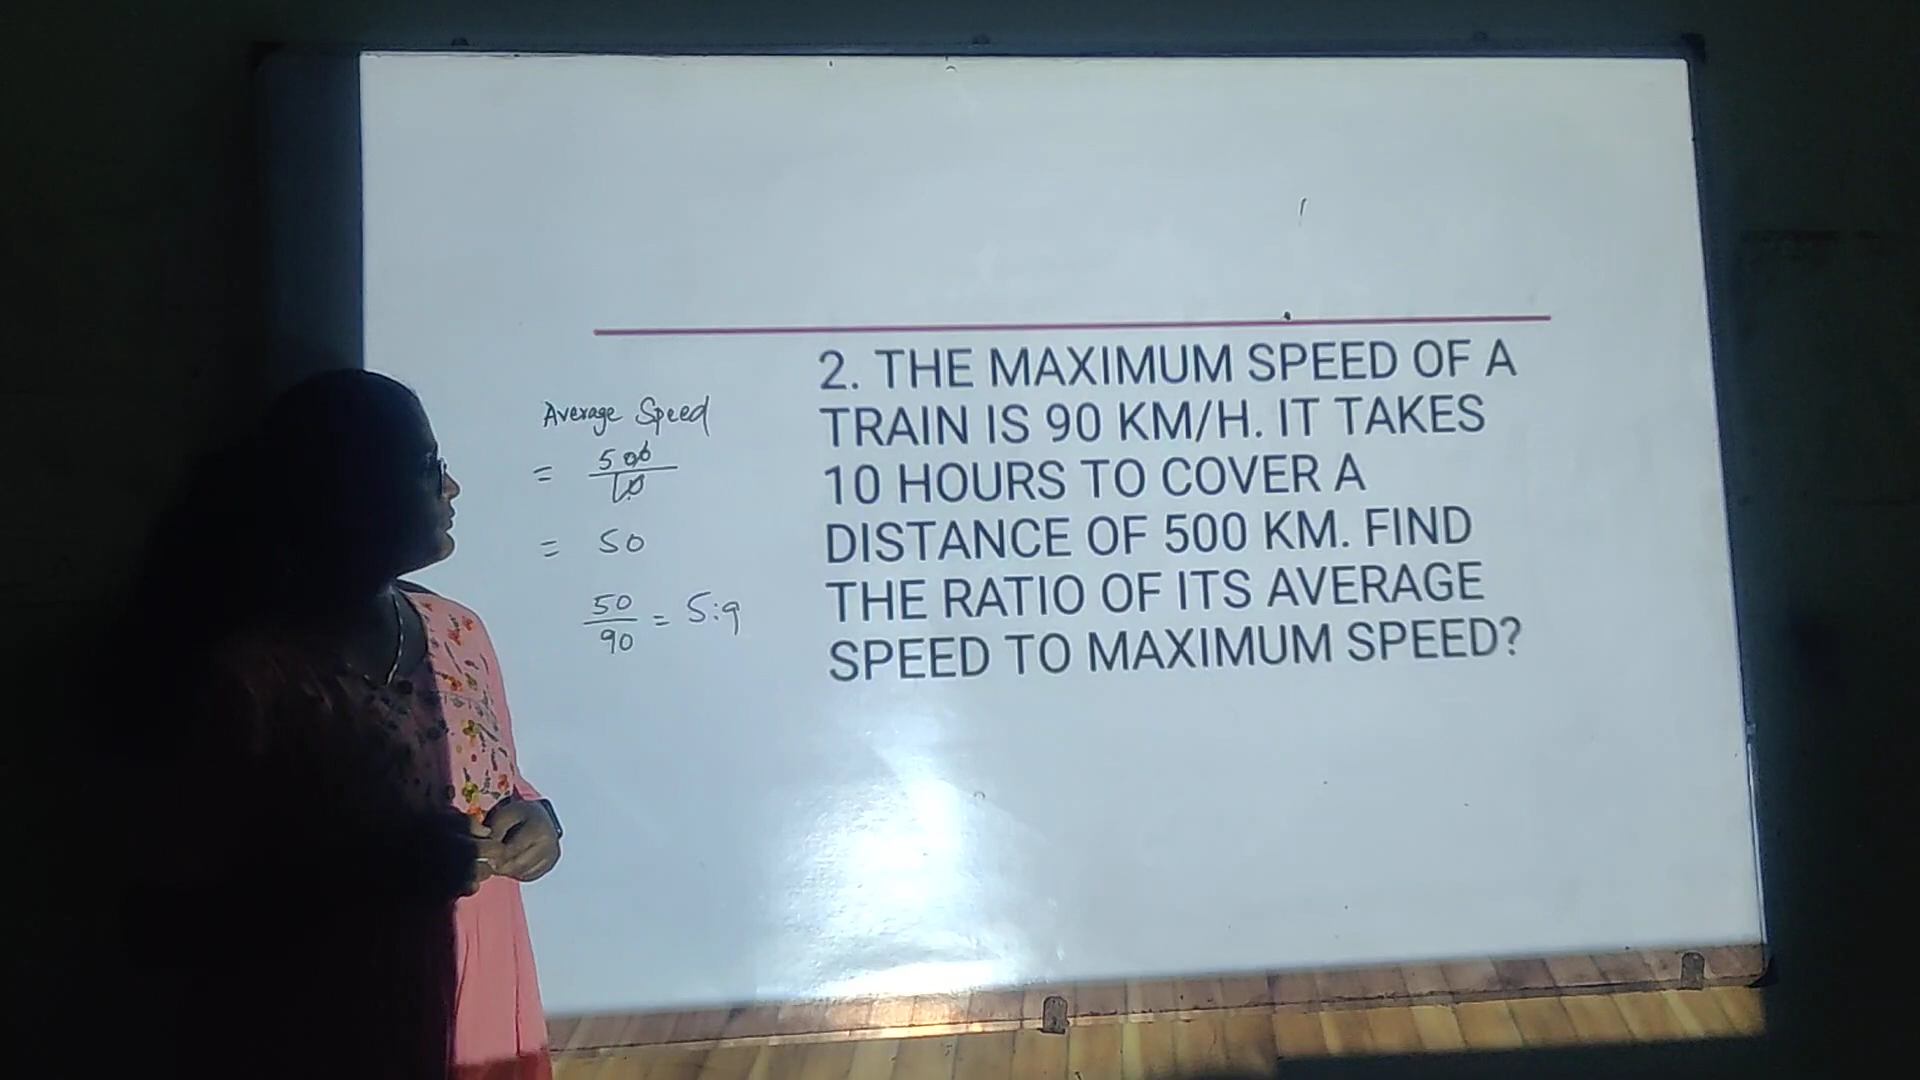 Average Speed
= 500/10
= 50
50/90 = 5:9
2. THE MAXIMUM SPEED OF A
TRAIN IS 90 KM/H. IT TAKES
10 HOURS TO COVER A
DISTANCE OF 500 KM. FIND
THE RATIO OF ITS AVERAGE
SPEED TO MAXIMUM SPEED?